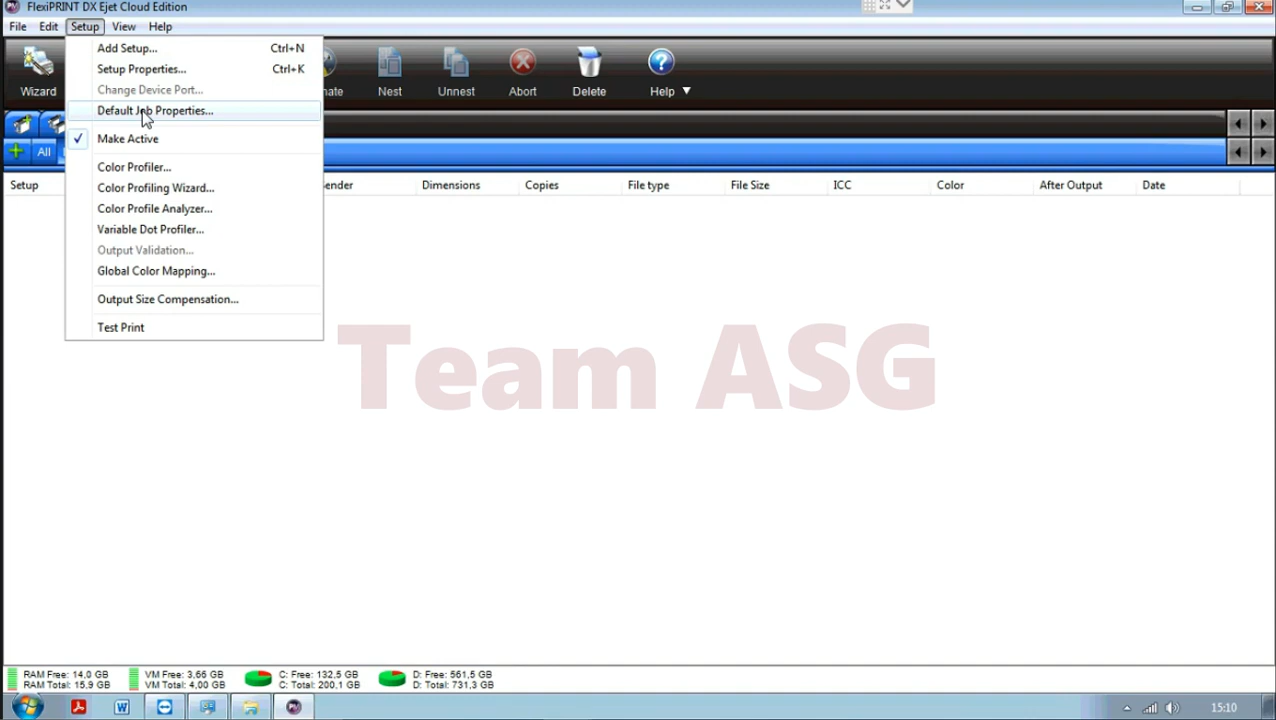 FlexiPRINT DX Ejet Cloud Edition
File Edit Setup View Help
Add Setup... Ctrl+N
Setup Properties... Ctrl+K
Change Device Port...
Default Job Properties...
Make Active
Color Profiler...
Color Profiling Wizard...
Color Profile Analyzer...
Variable Dot Profiler...
Output Validation...
Global Color Mapping...
Output Size Compensation...
Test Print
Wizard Nest Unnest Abort Delete Help
All
Setup Dimensions Copies File type File Size ICC Color After Output Date
Team ASG
RAM Free: 14,0 GB VM Free: 3,66 GB C: Free: 132,5 GB D: Free: 561,5 GB
RAM Total: 15,9 GB VM Total: 4,00 GB C: Total: 200,1 GB D: Total: 731,3 GB
15:10